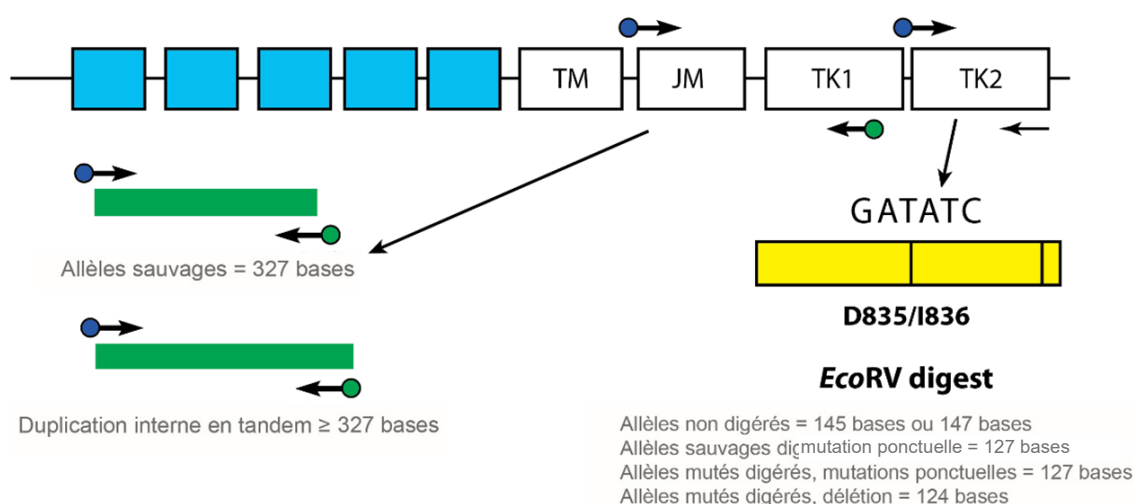 TM JM TK1 TK2
GATATC
Allèles sauvages = 327 bases
D835/I836
EcoRV digest
Duplication interne en tandem ≥ 327 bases
Allèles non digérés = 145 bases ou 147 bases
Allèles sauvages dig mutation ponctuelle = 127 bases
Allèles mutés digérés, mutations ponctuelles = 127 bases
Allèles mutés digérés, délétion = 124 bases